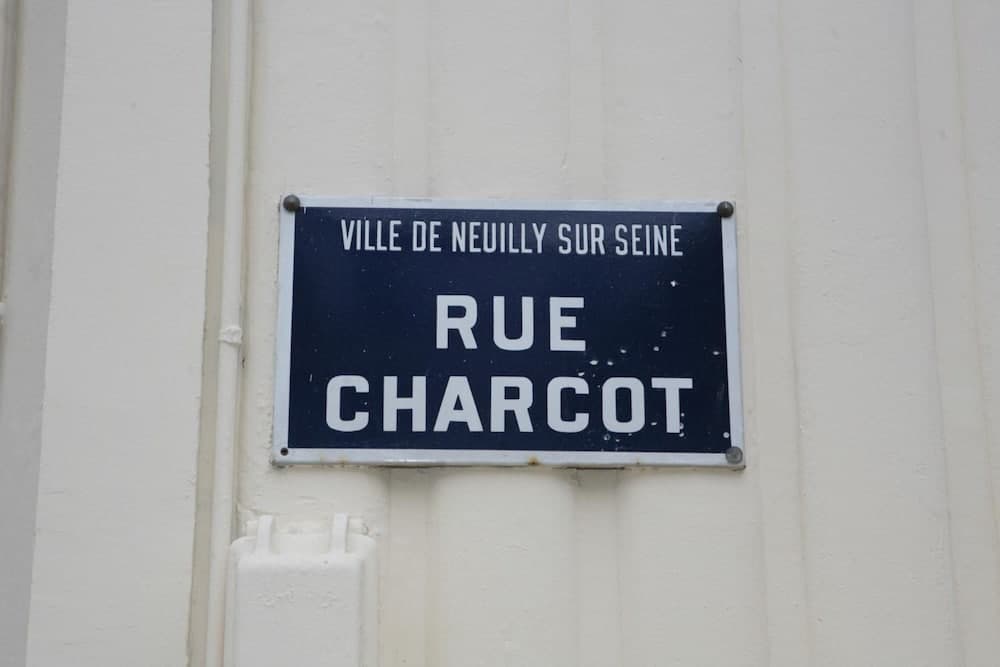 VILLE DE NEUILLY SUR SEINE
RUE
CHARCOT